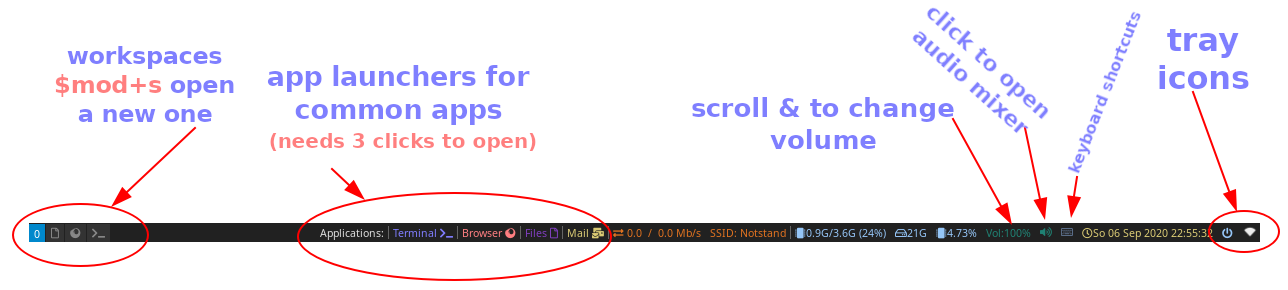 workspaces
$mod+s open
a new one
app launchers for
common apps
(needs 3 clicks to open)
scroll & to change
volume
click to open
audio mixer
keyboard shortcuts
tray
icons
0
Applications: | Terminal | Browser | Files | Mail | 0.0 / 0.0 Mb/s SSID: Notstand | 0.9G/3.6G (24%) 21G 4.73% Vol:100% So 06 Sep 2020 22:55:32